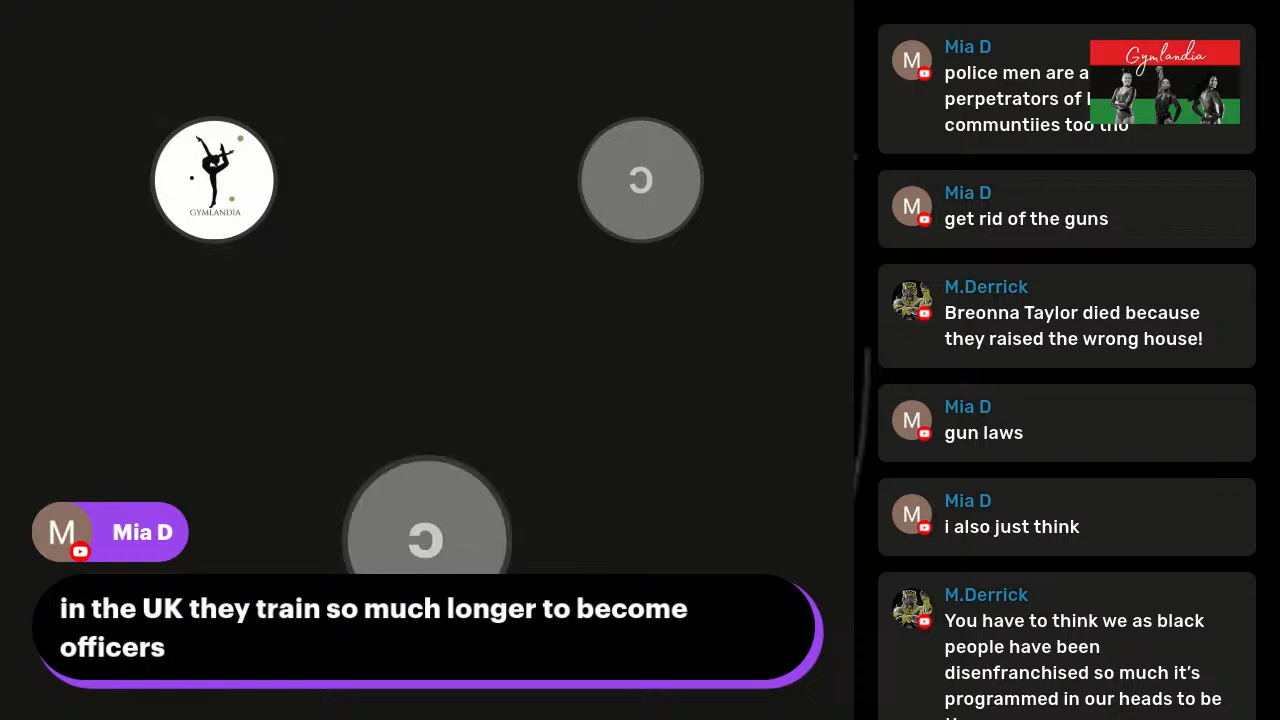 GYMLANDIA
ɔ
ɔ
M
Mia D
in the UK they train so much longer to become
officers
Gymlandia
M
Mia D
police men are a
perpetrators of
communtiies too tho
M
Mia D
get rid of the guns
M.Derrick
Breonna Taylor died because
they raised the wrong house!
M
Mia D
gun laws
M
Mia D
i also just think
M.Derrick
You have to think we as black
people have been
disenfranchised so much it’s
programmed in our heads to be